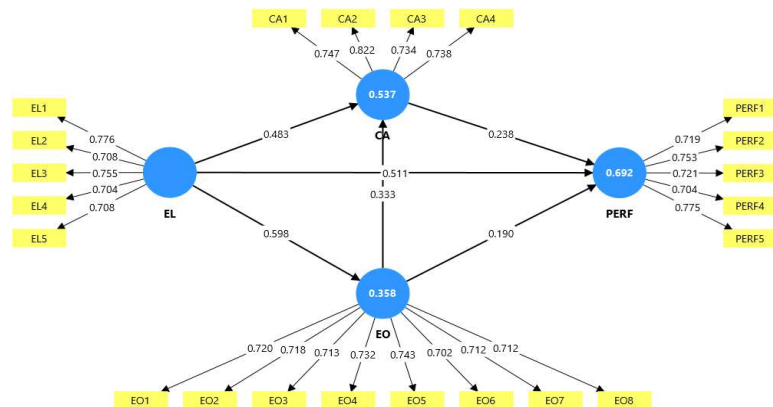 CA1 CA2 CA3 CA4
0.747 0.822 0.734 0.738
0.537
CA
EL1
EL2
EL3
EL4
EL5
0.776
0.708
0.755
0.704
0.708
EL
0.483
0.238
0.511
0.333
0.598
0.190
0.692
PERF
0.719
0.753
0.721
0.704
0.775
PERF1
PERF2
PERF3
PERF4
PERF5
0.358
EO
0.720 0.718 0.713 0.732 0.743 0.702 0.712 0.712
EO1 EO2 EO3 EO4 EO5 EO6 EO7 EO8